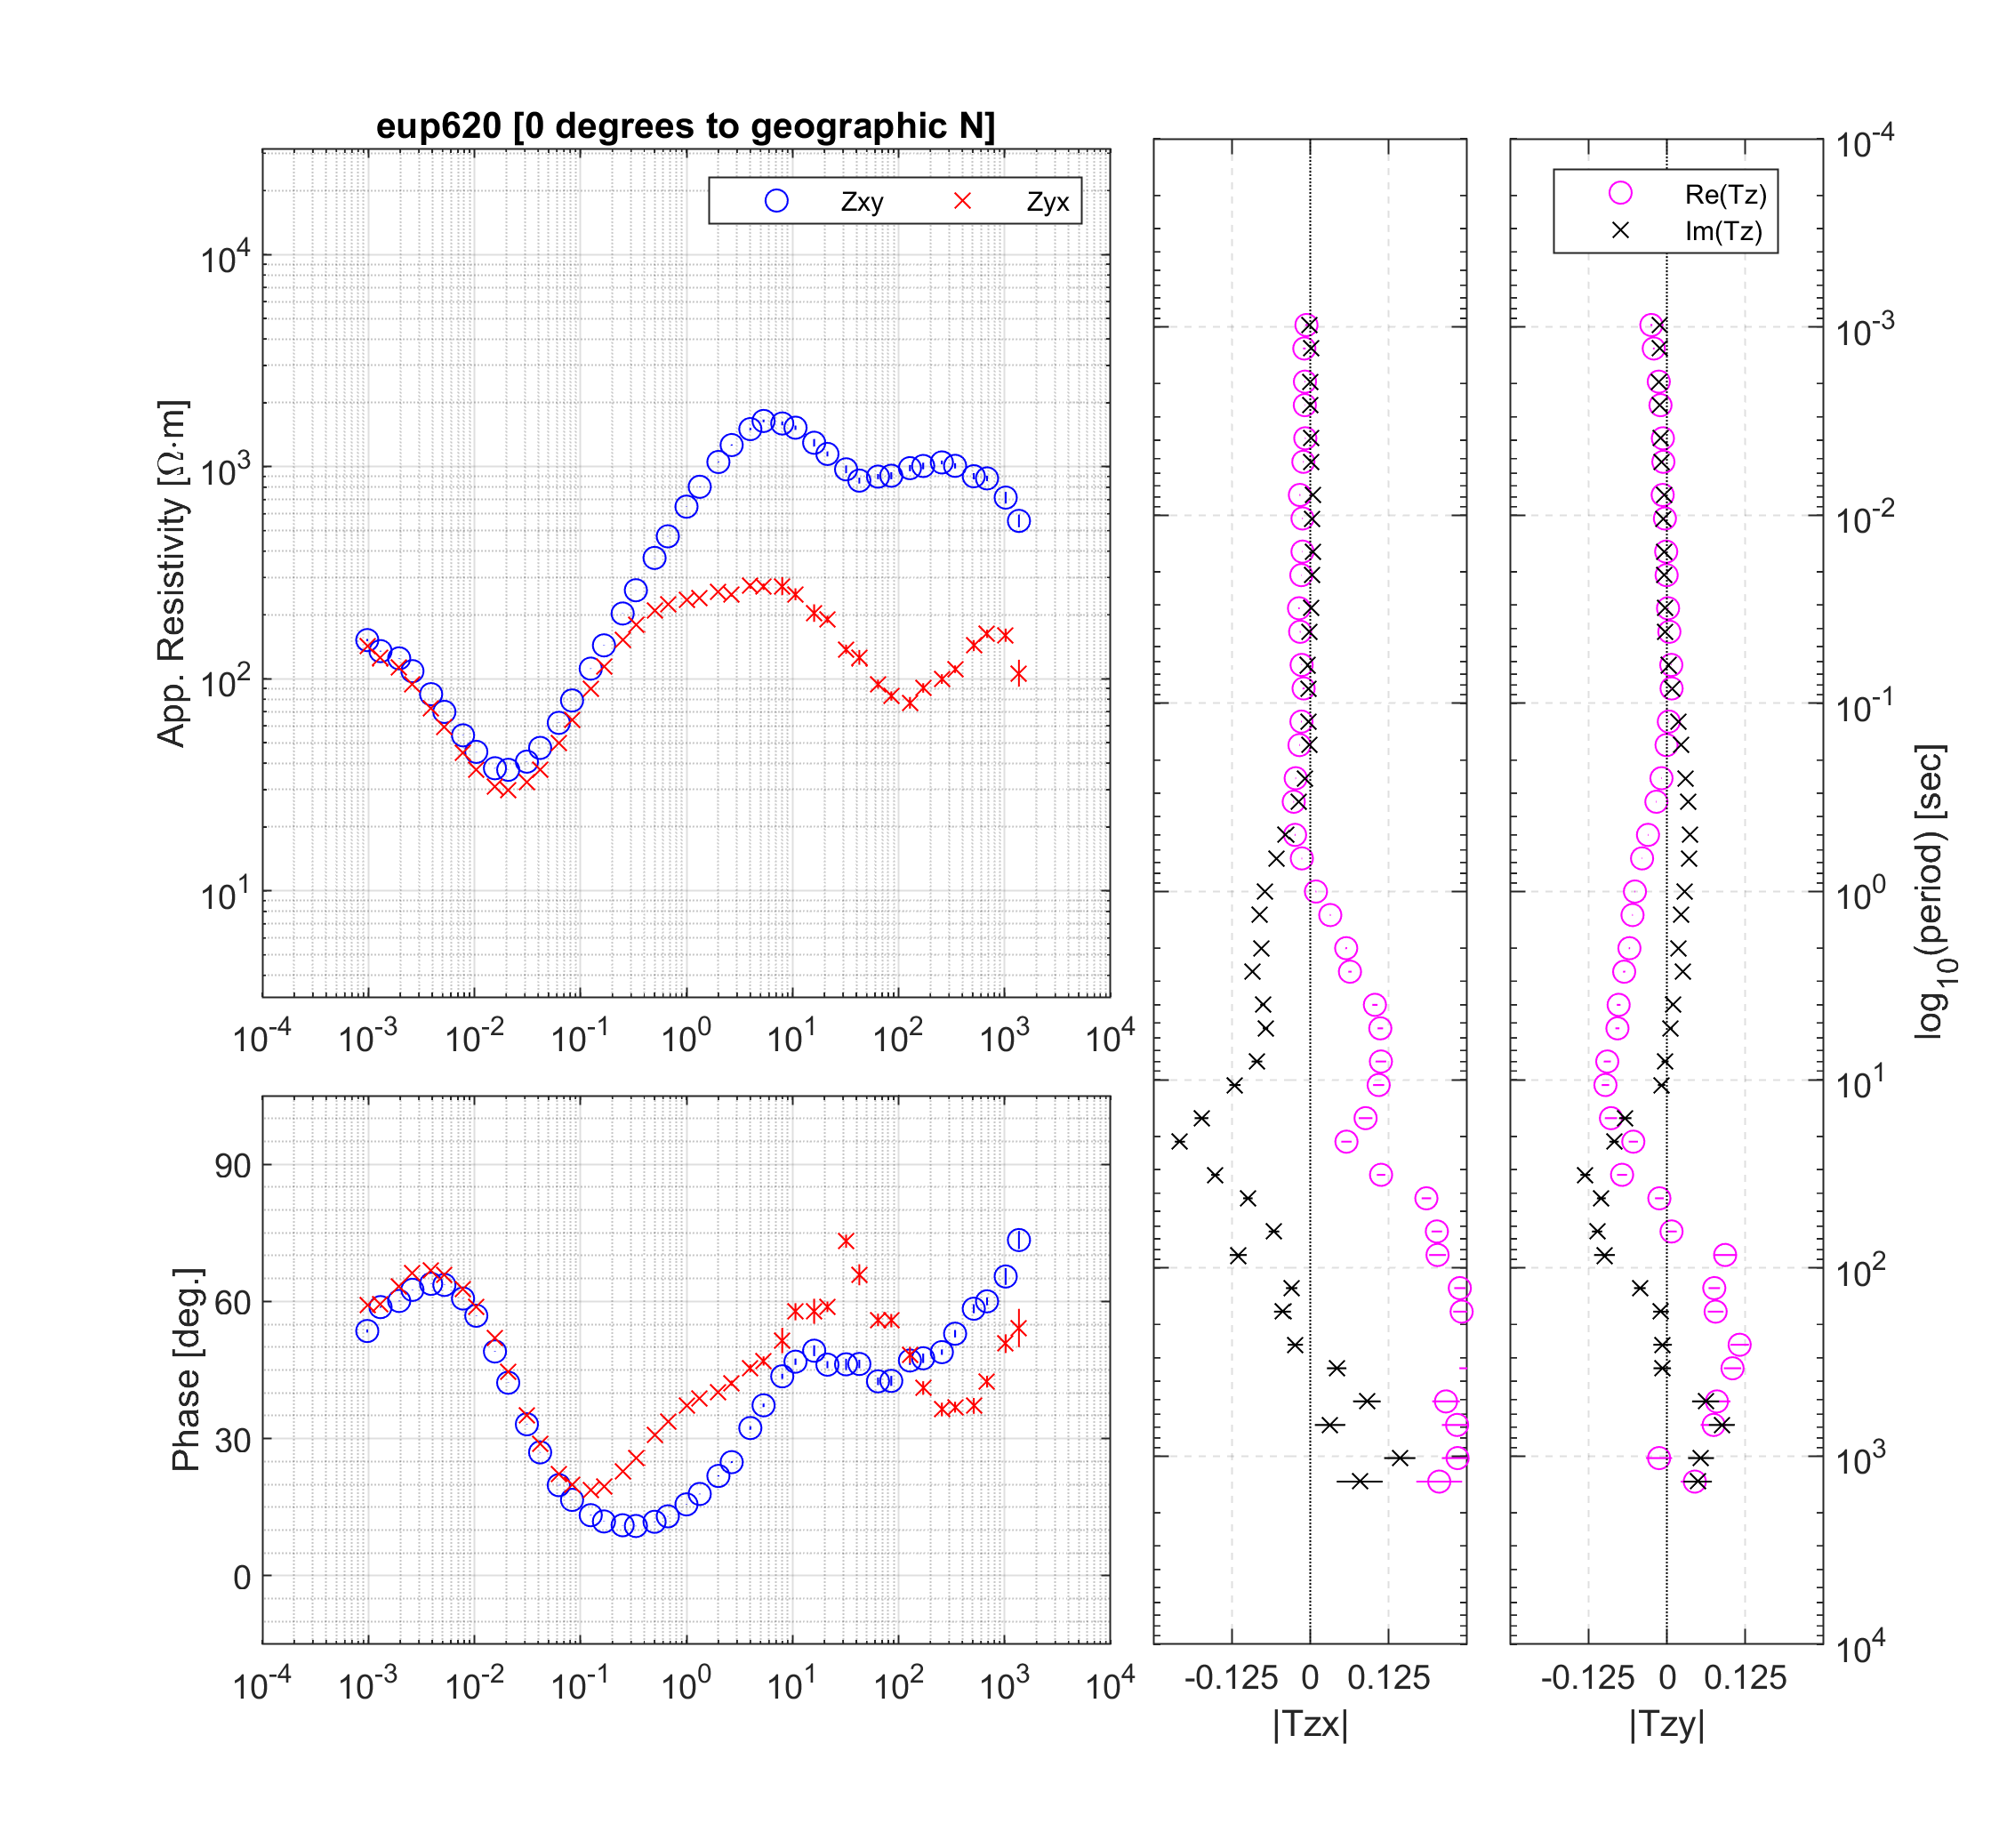 eup620 [0 degrees to geographic N]
Zxy Zyx
App. Resistivity [Ω·m]
10^4
10^3
10^2
10^1
10^-4 10^-3 10^-2 10^-1 10^0 10^1 10^2 10^3 10^4
Phase [deg.]
90
60
30
0
10^-4 10^-3 10^-2 10^-1 10^0 10^1 10^2 10^3 10^4
-0.125 0 0.125
|Tzx|
Re(Tz)
Im(Tz)
-0.125 0 0.125
|Tzy|
10^-4
10^-3
10^-2
10^-1
10^0
10^1
10^2
10^3
10^4
log_10(period) [sec]